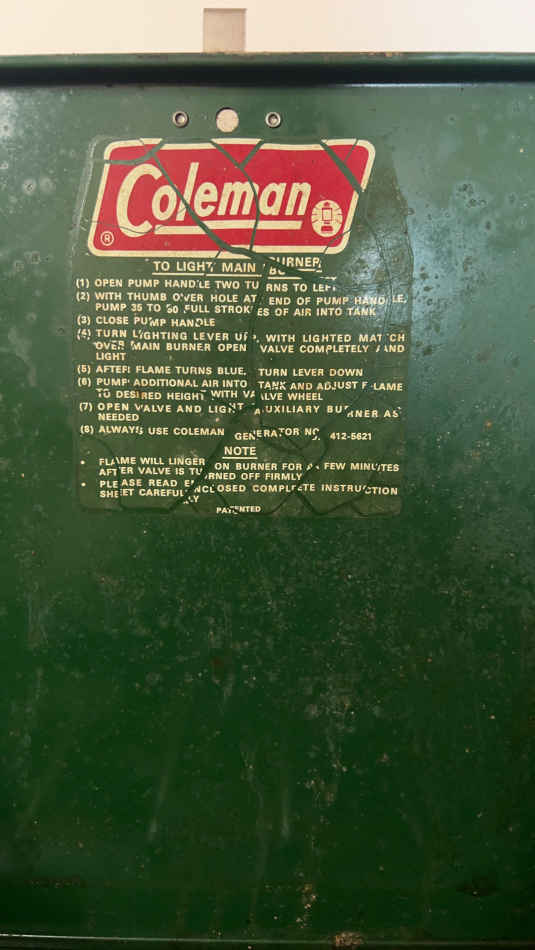 Coleman
®
TO LIGHT MAIN BURNER
(1) OPEN PUMP HANDLE TWO TURNS TO LEFT
(2) WITH THUMB OVER HOLE AT END OF PUMP HANDLE,
PUMP 35 TO 50 FULL STROKES OF AIR INTO TANK
(3) CLOSE PUMP HANDLE
(4) TURN LIGHTING LEVER UP, WITH LIGHTED MATCH
OVER MAIN BURNER OPEN VALVE COMPLETELY AND
LIGHT
(5) AFTER FLAME TURNS BLUE, TURN LEVER DOWN
(6) PUMP ADDITIONAL AIR INTO TANK AND ADJUST FLAME
TO DESIRED HEIGHT WITH VALVE WHEEL
(7) OPEN VALVE AND LIGHT AUXILIARY BURNER AS
NEEDED
(8) ALWAYS USE COLEMAN GENERATOR NO. 412-5621
NOTE
• FLAME WILL LINGER ON BURNER FOR A FEW MINUTES
AFTER VALVE IS TURNED OFF FIRMLY
• PLEASE READ ENCLOSED COMPLETE INSTRUCTION
SHEET CAREFULLY
PATENTED